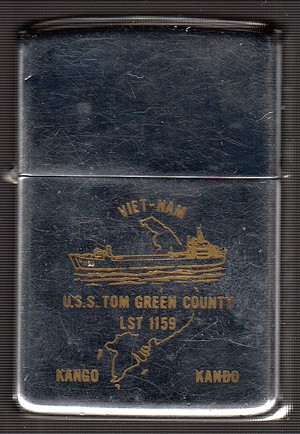 VIET-NAM
U.S.S. TOM GREEN COUNTY
LST 1159
KANGO KANDO